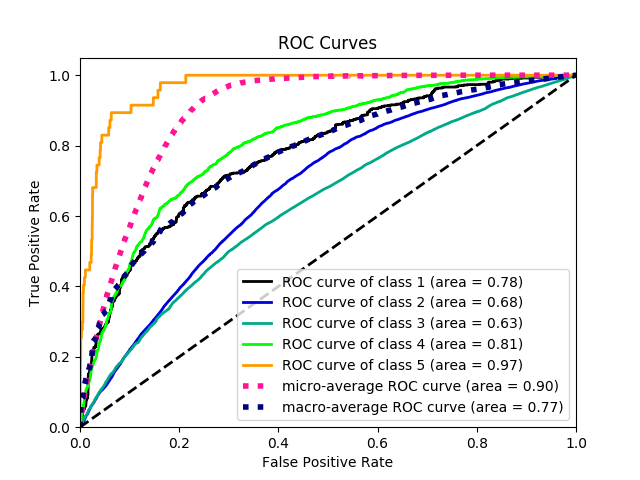 ROC Curves
1.0
0.8
0.6
0.4
0.2
0.0
True Positive Rate
ROC curve of class 1 (area = 0.78)
ROC curve of class 2 (area = 0.68)
ROC curve of class 3 (area = 0.63)
ROC curve of class 4 (area = 0.81)
ROC curve of class 5 (area = 0.97)
micro-average ROC curve (area = 0.90)
macro-average ROC curve (area = 0.77)
0.0 0.2 0.4 0.6 0.8 1.0
False Positive Rate